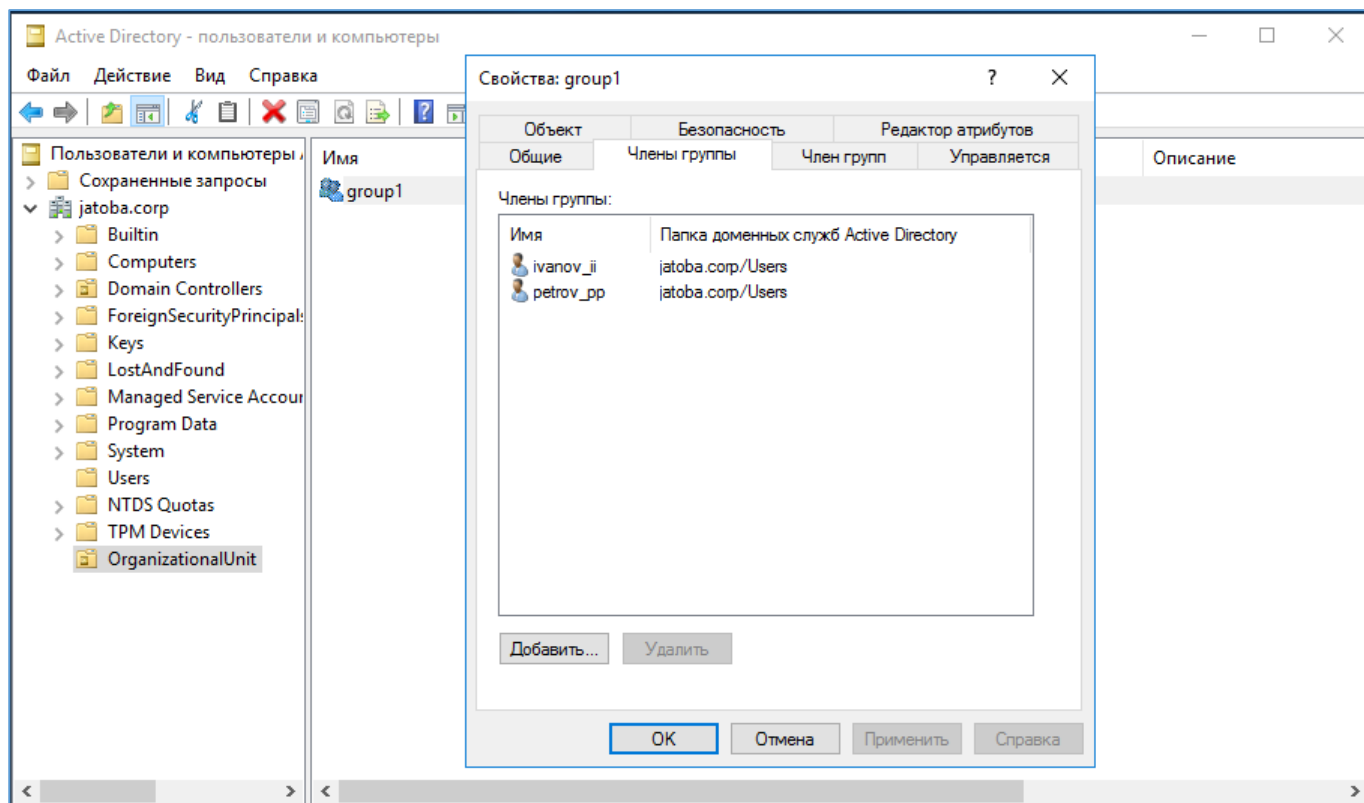 Active Directory - пользователи и компьютеры
Файл Действие Вид Справка
Пользователи и компьютеры
Сохраненные запросы
jatoba.corp
Builtin
Computers
Domain Controllers
ForeignSecurityPrincipals
Keys
LostAndFound
Managed Service Accour
Program Data
System
Users
NTDS Quotas
TPM Devices
OrganizationalUnit
Имя
Описание
group1
Свойства: group1
Объект Безопасность Редактор атрибутов
Общие Члены группы Член групп Управляется
Члены группы:
Имя Папка доменных служб Active Directory
ivanov_ii jatoba.corp/Users
petrov_pp jatoba.corp/Users
Добавить... Удалить
OK Отмена Применить Справка